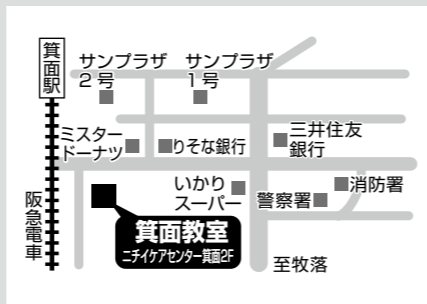 箕面駅
サンプラザ
2号
サンプラザ
1号
ミスター
ドーナツ
りそな銀行
三井住友
銀行
いかり
スーパー
警察署
消防署
阪急電車
箕面教室
ニチイケアセンター箕面2F
至牧落